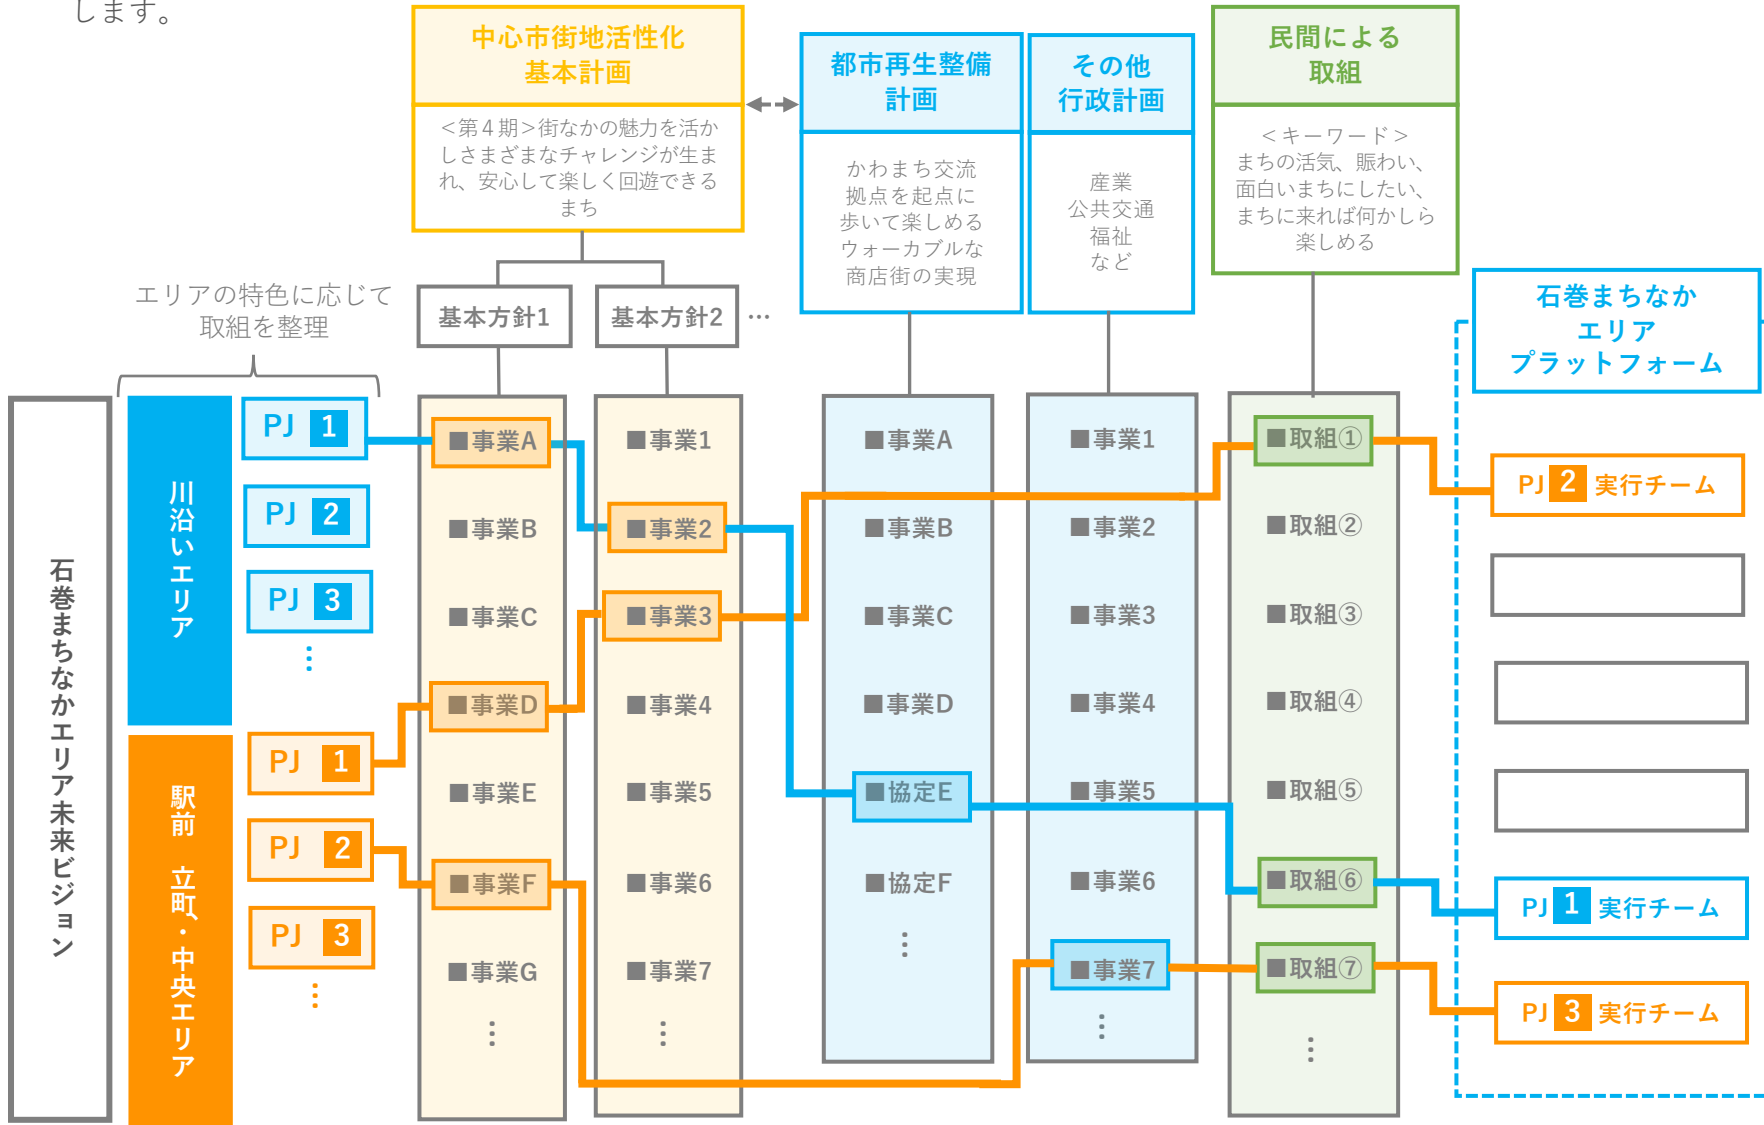 します。
中心市街地活性化
基本計画
＜第４期＞街なかの魅力を活か
しさまざまなチャレンジが生ま
れ、安心して楽しく回遊できる
まち
都市再生整備
計画
かわまち交流
拠点を起点に
歩いて楽しめる
ウォーカブルな
商店街の実現
その他
行政計画
産業
公共交通
福祉
など
民間による
取組
＜キーワード＞
まちの活気、賑わい、
面白いまちにしたい、
まちに来れば何かしら
楽しめる
エリアの特色に応じて
取組を整理
基本方針1
基本方針2
…
石巻まちなか
エリア
プラットフォーム
石巻まちなかエリア未来ビジョン
川沿いエリア
PJ 1
PJ 2
PJ 3
…
駅前　立町、・中央エリア
PJ 1
PJ 2
PJ 3
…
■事業A
■事業B
■事業C
■事業D
■事業E
■事業F
■事業G
…
■事業1
■事業2
■事業3
■事業4
■事業5
■事業6
■事業7
…
■事業A
■事業B
■事業C
■事業D
■協定E
■協定F
…
■事業1
■事業2
■事業3
■事業4
■事業5
■事業6
■事業7
…
■取組①
■取組②
■取組③
■取組④
■取組⑤
■取組⑥
■取組⑦
…
PJ 2 実行チーム
PJ 1 実行チーム
PJ 3 実行チーム